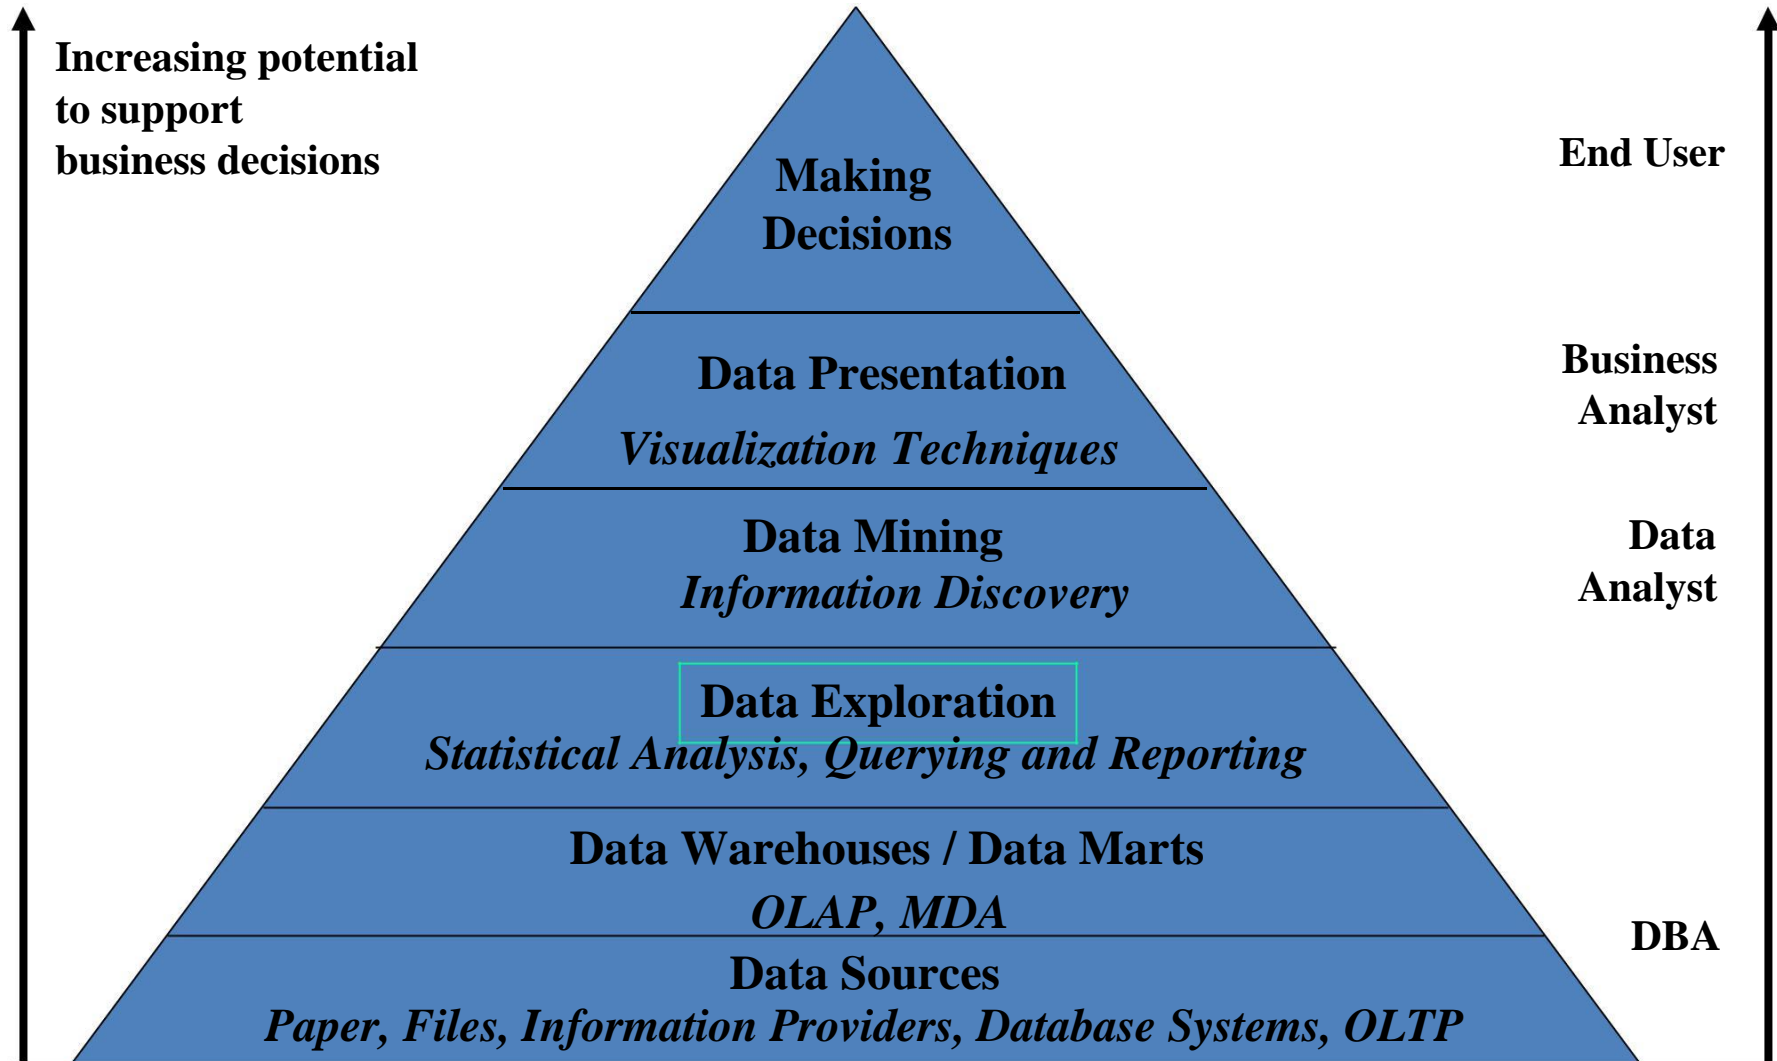 Increasing potential
to support
business decisions
End User
Making
Decisions
Business
Analyst
Data Presentation
Visualization Techniques
Data
Analyst
Data Mining
Information Discovery
Data Exploration
Statistical Analysis, Querying and Reporting
Data Warehouses / Data Marts
OLAP, MDA
DBA
Data Sources
Paper, Files, Information Providers, Database Systems, OLTP